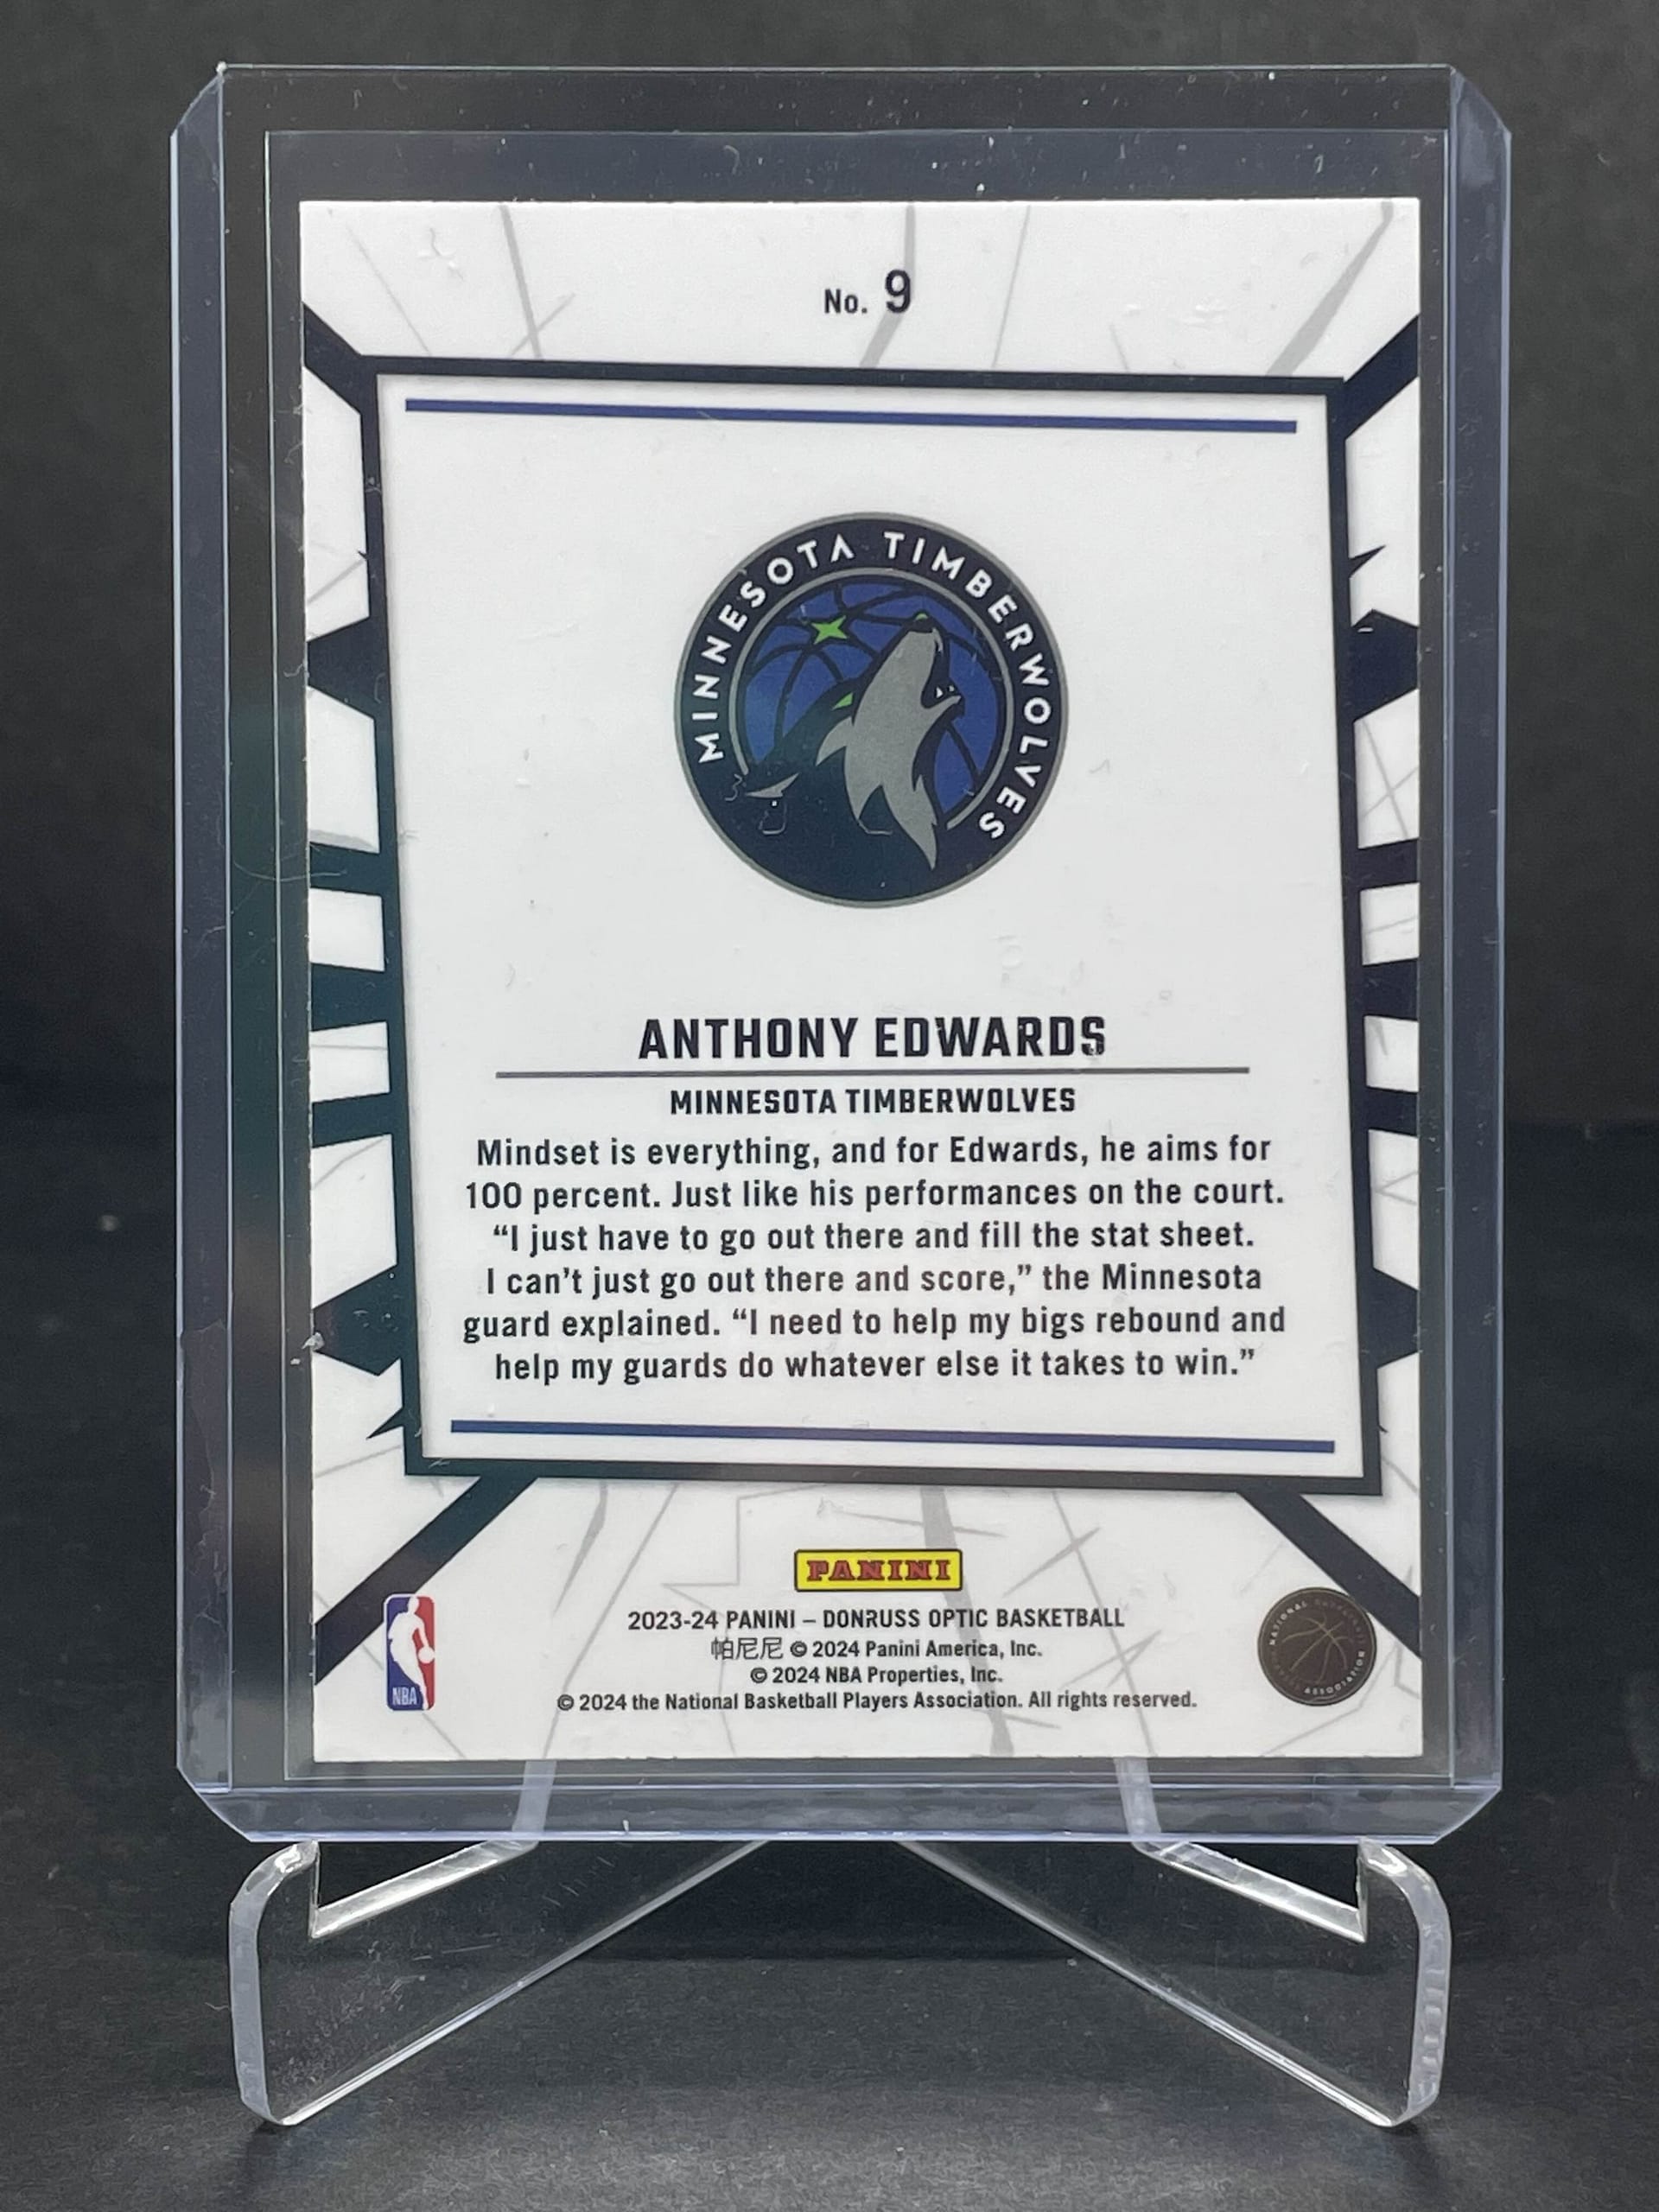 No. 9
MINNESOTA TIMBERWOLVES
ANTHONY EDWARDS
MINNESOTA TIMBERWOLVES
Mindset is everything, and for Edwards, he aims for
100 percent. Just like his performances on the court.
“I just have to go out there and fill the stat sheet.
I can’t just go out there and score,” the Minnesota
guard explained. “I need to help my bigs rebound and
help my guards do whatever else it takes to win.”
PANINI
2023-24 PANINI – DONRUSS OPTIC BASKETBALL
帕尼尼 © 2024 Panini America, Inc.
© 2024 NBA Properties, Inc.
© 2024 the National Basketball Players Association. All rights reserved.
NBA
NATIONAL BASKETBALL
ASSOCIATION